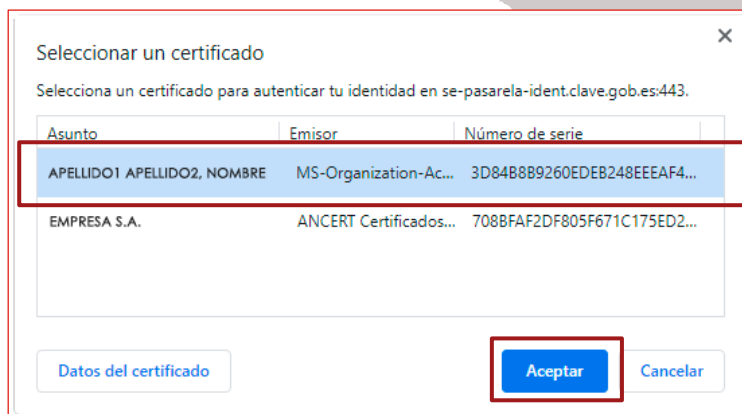 Seleccionar un certificado
Selecciona un certificado para autenticar tu identidad en se-pasarela-ident.clave.gob.es:443.
Asunto Emisor Número de serie
APELLIDO1 APELLIDO2, NOMBRE MS-Organization-Ac... 3D84B8B9260EDEB248EEEAF4...
EMPRESA S.A. ANCERT Certificados... 708BFAF2DF805F671C175ED2...
Datos del certificado Aceptar Cancelar